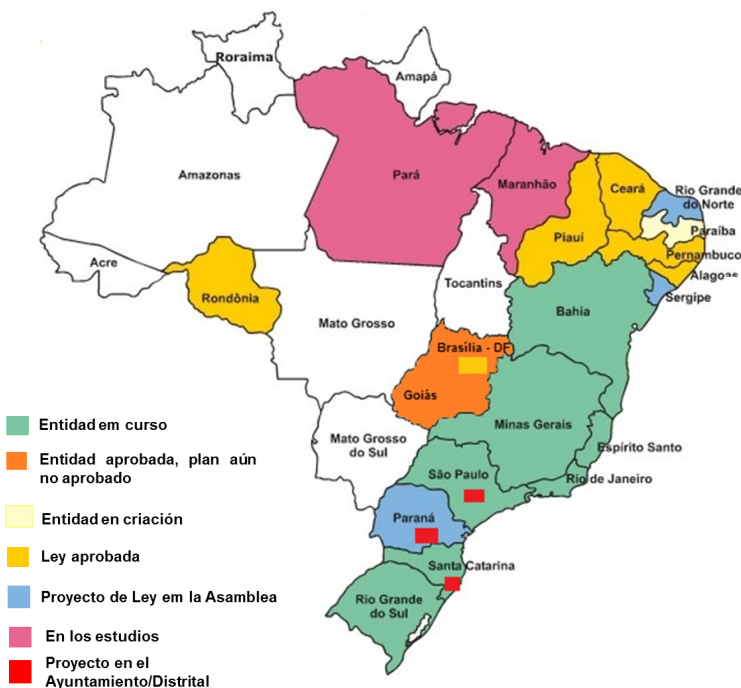 Roraima
Amapá
Amazonas
Pará
Maranhão
Ceará
Rio Grande
do Norte
Paraíba
Piauí
Pernambuco
Alagoas
Sergipe
Acre
Rondônia
Tocantins
Bahia
Mato Grosso
Brasília - DF
Goiás
Minas Gerais
Mato Grosso
do Sul
Espírito Santo
São Paulo
Rio de Janeiro
Paraná
Santa Catarina
Rio Grande
do Sul
Entidad em curso
Entidad aprobada, plan aún
no aprobado
Entidad en criación
Ley aprobada
Proyecto de Ley em la Asamblea
En los estudios
Proyecto en el
Ayuntamiento/Distrital